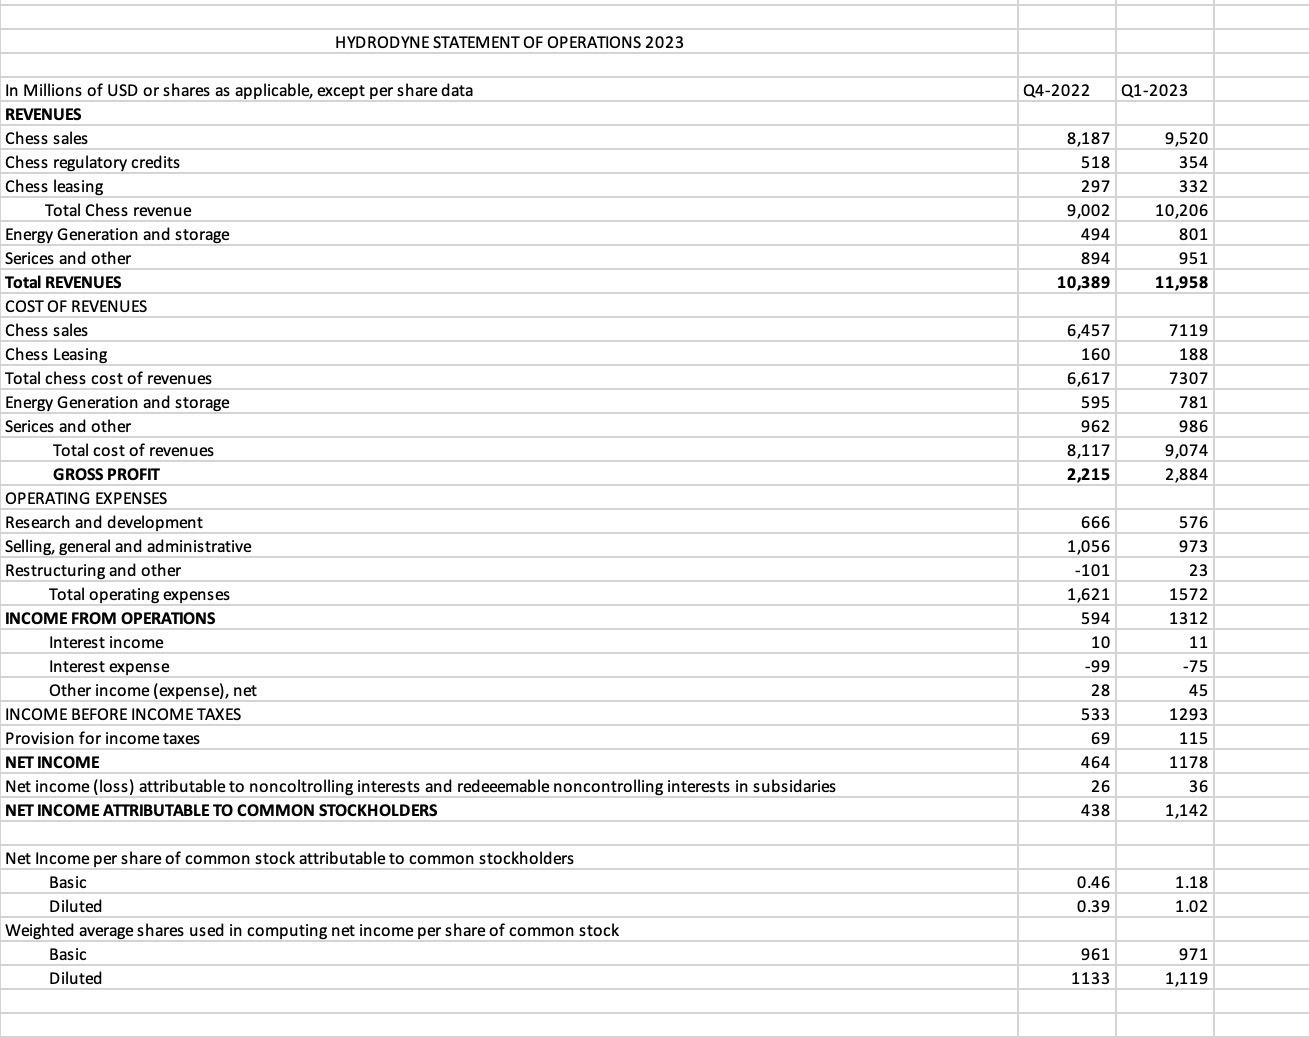 HYDRODYNE STATEMENT OF OPERATIONS 2023
In Millions of USD or shares as applicable, except per share data Q4-2022 Q1-2023
REVENUES
Chess sales 8,187 9,520
Chess regulatory credits 518 354
Chess leasing 297 332
Total Chess revenue 9,002 10,206
Energy Generation and storage 494 801
Serices and other 894 951
Total REVENUES 10,389 11,958
COST OF REVENUES
Chess sales 6,457 7119
Chess Leasing 160 188
Total chess cost of revenues 6,617 7307
Energy Generation and storage 595 781
Serices and other 962 986
Total cost of revenues 8,117 9,074
GROSS PROFIT 2,215 2,884
OPERATING EXPENSES
Research and development 666 576
Selling, general and administrative 1,056 973
Restructuring and other -101 23
Total operating expenses 1,621 1572
INCOME FROM OPERATIONS 594 1312
Interest income 10 11
Interest expense -99 -75
Other income (expense), net 28 45
INCOME BEFORE INCOME TAXES 533 1293
Provision for income taxes 69 115
NET INCOME 464 1178
Net income (loss) attributable to noncoltrolling interests and redeeemable noncontrolling interests in subsidaries 26 36
NET INCOME ATTRIBUTABLE TO COMMON STOCKHOLDERS 438 1,142
Net Income per share of common stock attributable to common stockholders
Basic 0.46 1.18
Diluted 0.39 1.02
Weighted average shares used in computing net income per share of common stock
Basic 961 971
Diluted 1133 1,119